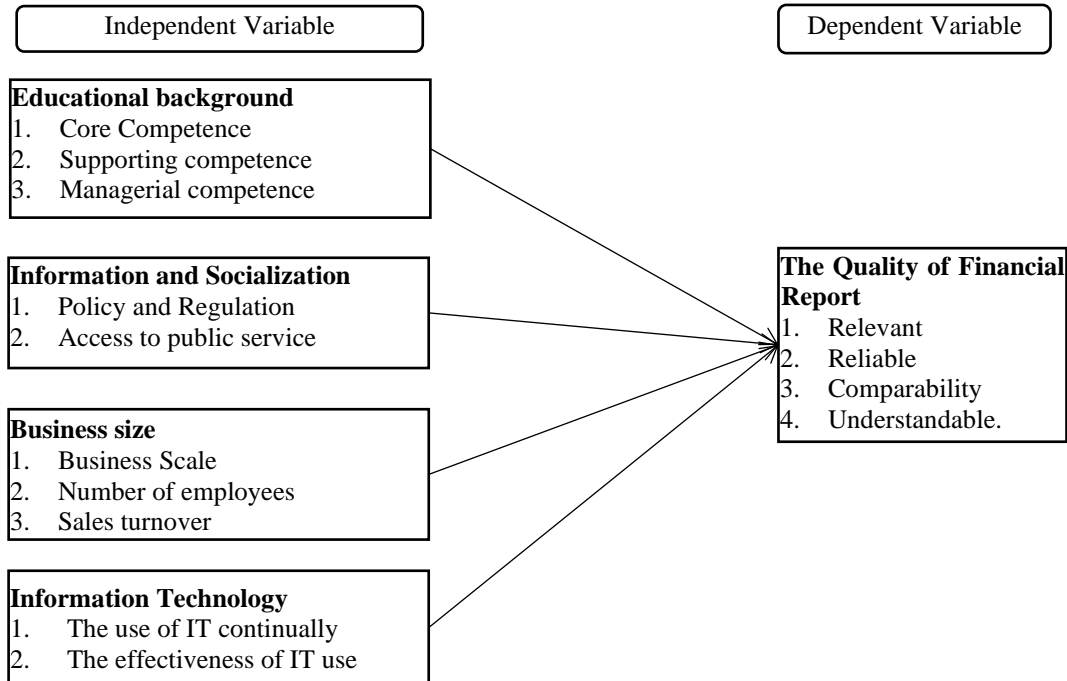 Independent Variable
Dependent Variable
Educational background
1. Core Competence
2. Supporting competence
3. Managerial competence
Information and Socialization
1. Policy and Regulation
2. Access to public service
Business size
1. Business Scale
2. Number of employees
3. Sales turnover
Information Technology
1. The use of IT continually
2. The effectiveness of IT use
The Quality of Financial
Report
1. Relevant
2. Reliable
3. Comparability
4. Understandable.